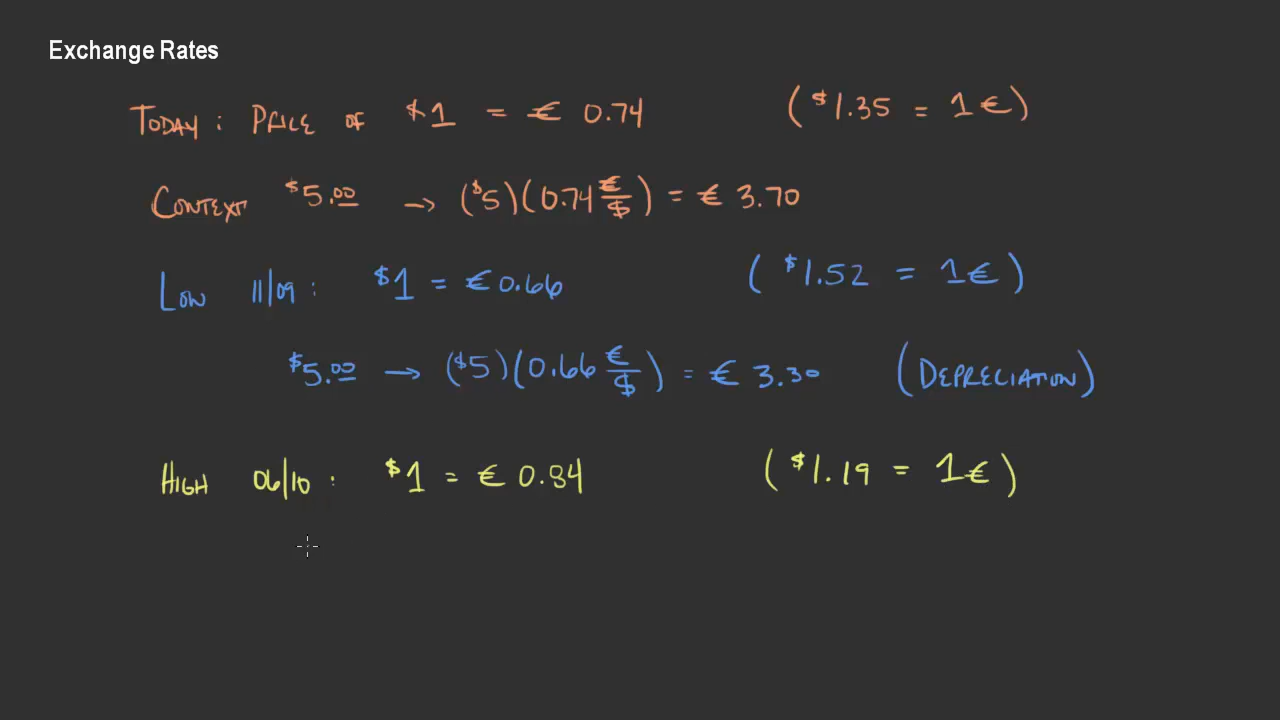 Exchange Rates
TODAY: PRICE OF $1 = € 0.74 ($1.35 = 1€)
CONTEXT $5.00 → ($5)(0.74 €/$) = € 3.70
LOW 11/09: $1 = € 0.66 ($1.52 = 1€)
$5.00 → ($5)(0.66 €/$) = € 3.30 (DEPRECIATION)
HIGH 06/10: $1 = € 0.84 ($1.19 = 1€)